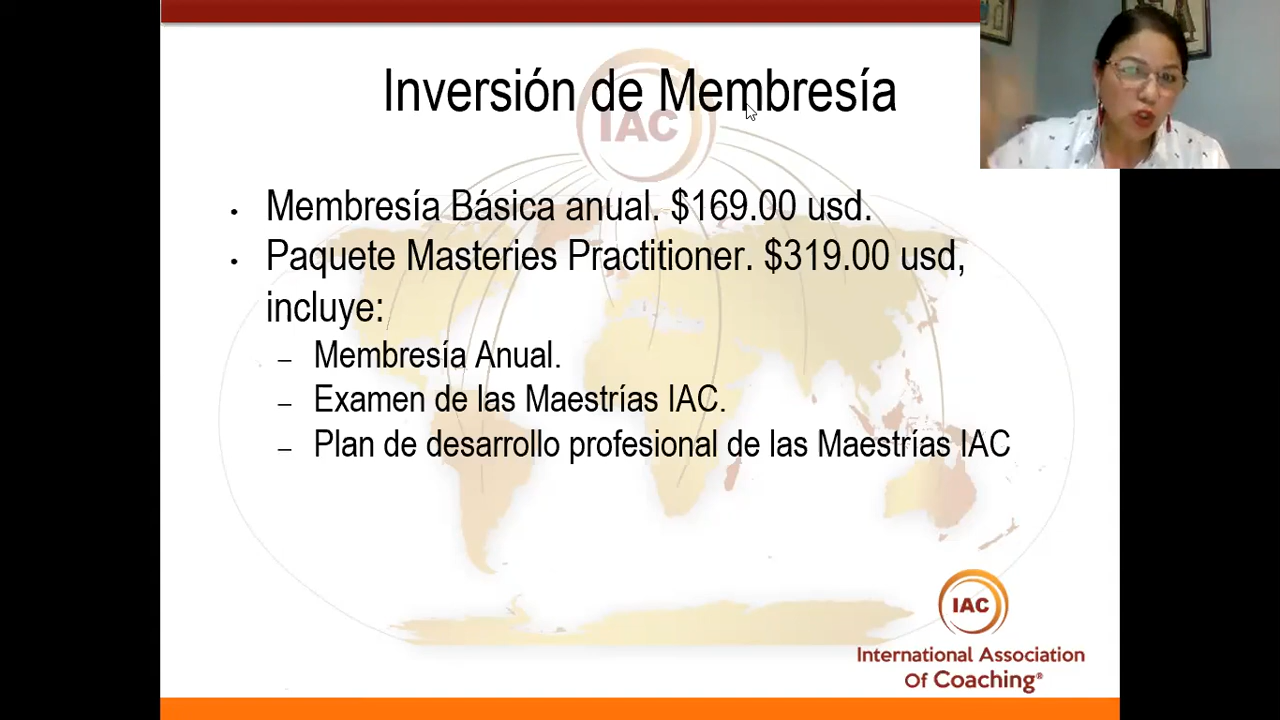 Inversión de Membresía
IAC
• Membresía Básica anual. $169.00 usd.
• Paquete Masteries Practitioner. $319.00 usd,
incluye:
– Membresía Anual.
– Examen de las Maestrías IAC.
– Plan de desarrollo profesional de las Maestrías IAC
IAC
International Association
Of Coaching®